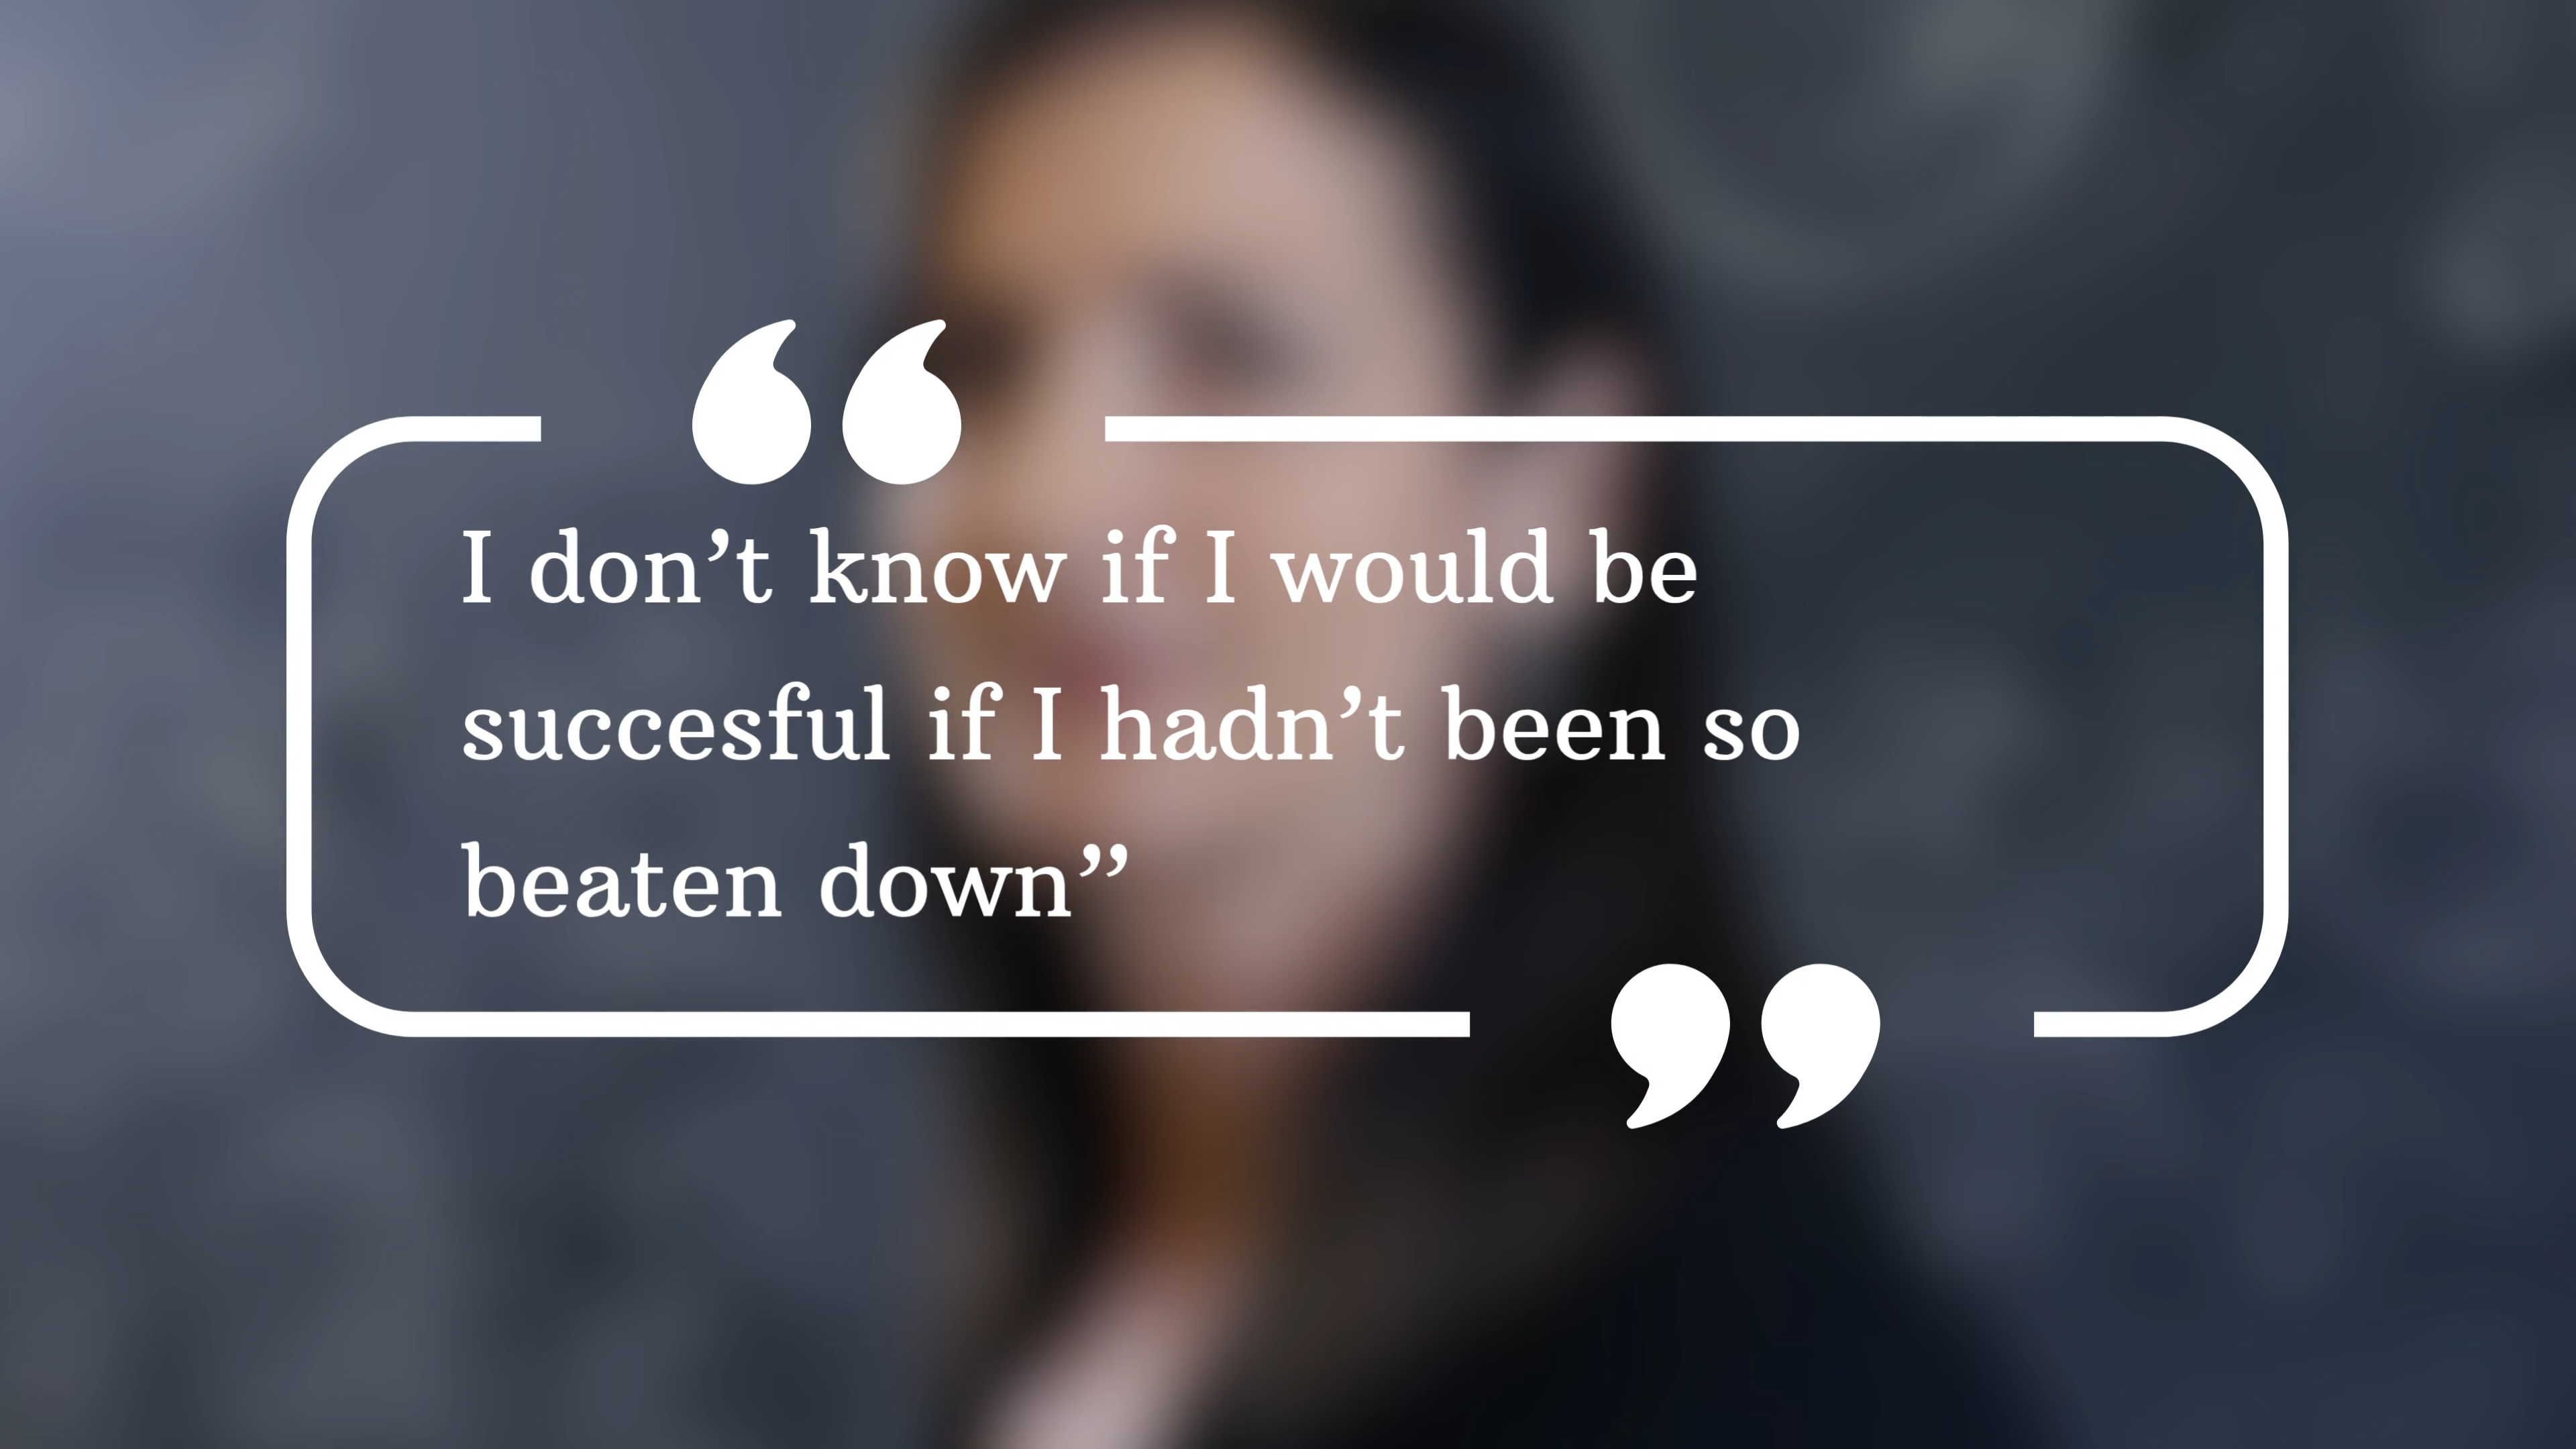 I don’t know if I would be
succesful if I hadn’t been so
beaten down”